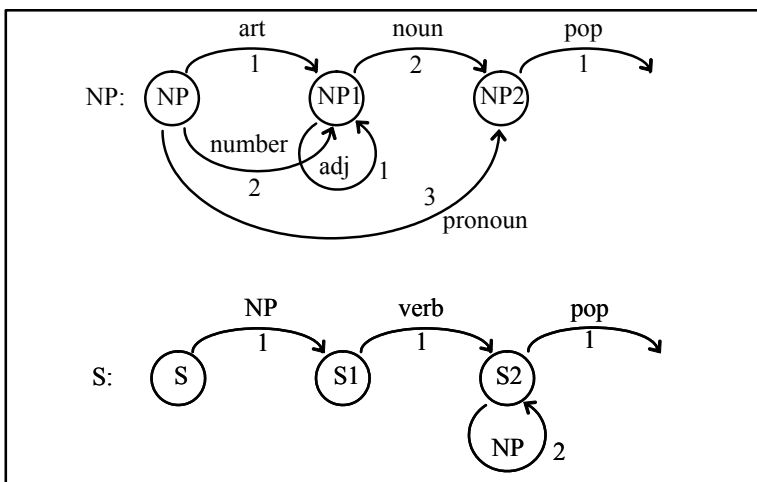 art noun pop
1 2 1
NP: NP NP1 NP2
number adj 1
2
3
pronoun
NP verb pop
1 1 1
S: S S1 S2
NP 2